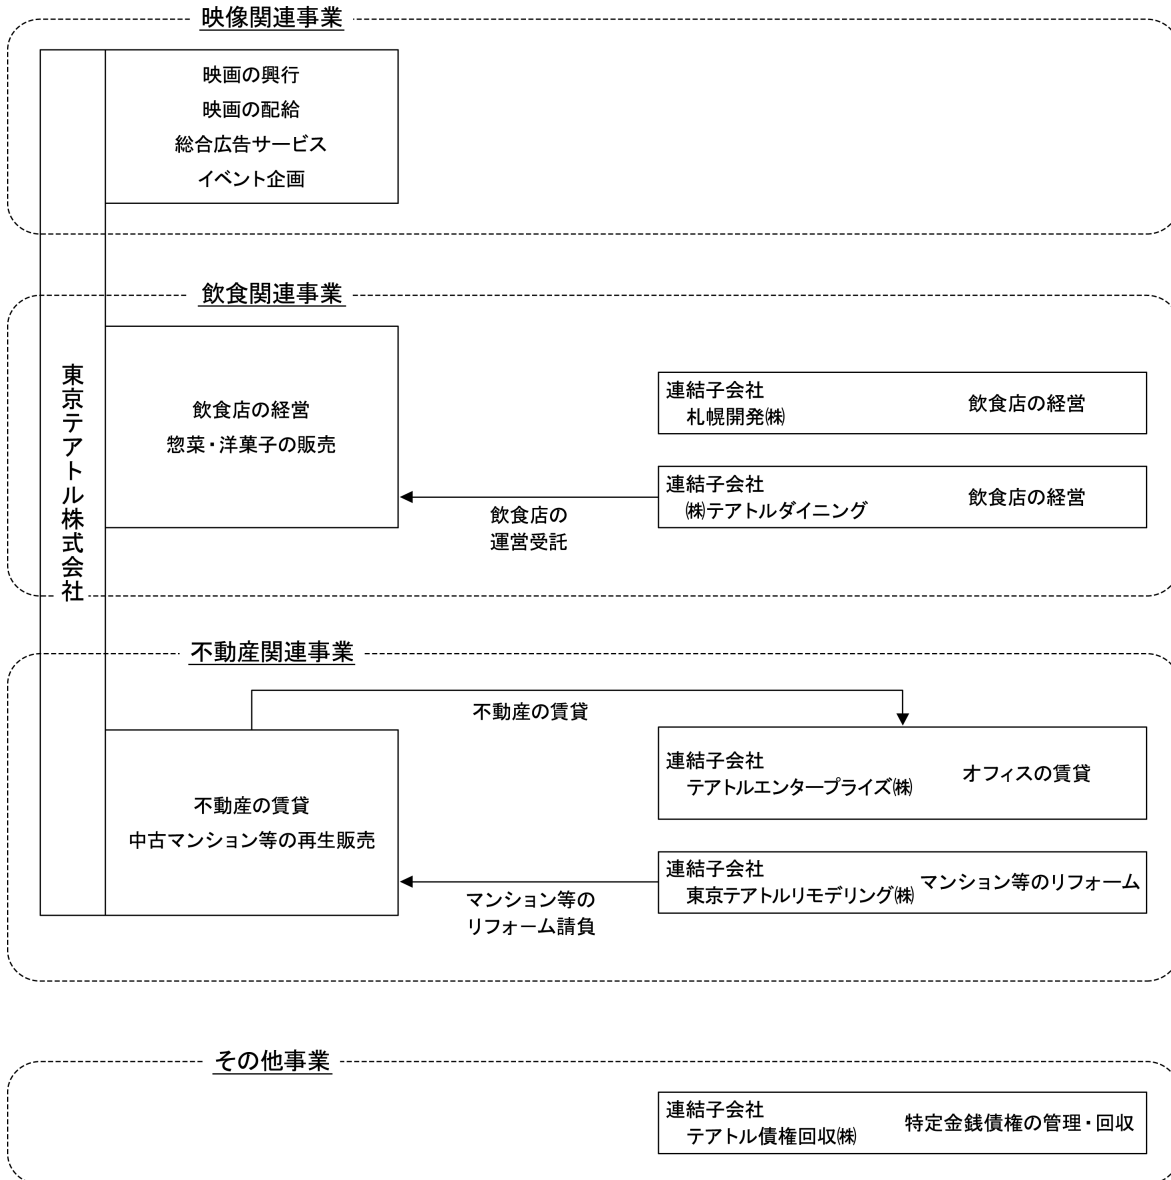 映像関連事業
映画の興行
映画の配給
総合広告サービス
イベント企画
東京テアトル株式会社
飲食関連事業
飲食店の経営
惣菜・洋菓子の販売
連結子会社
札幌開発㈱
飲食店の経営
連結子会社
㈱テアトルダイニング
飲食店の経営
飲食店の
運営受託
不動産関連事業
不動産の賃貸
不動産の賃貸
中古マンション等の再生販売
連結子会社
テアトルエンタープライズ㈱
オフィスの賃貸
連結子会社
東京テアトルリモデリング㈱
マンション等のリフォーム
マンション等の
リフォーム請負
その他事業
連結子会社
テアトル債権回収㈱
特定金銭債権の管理・回収